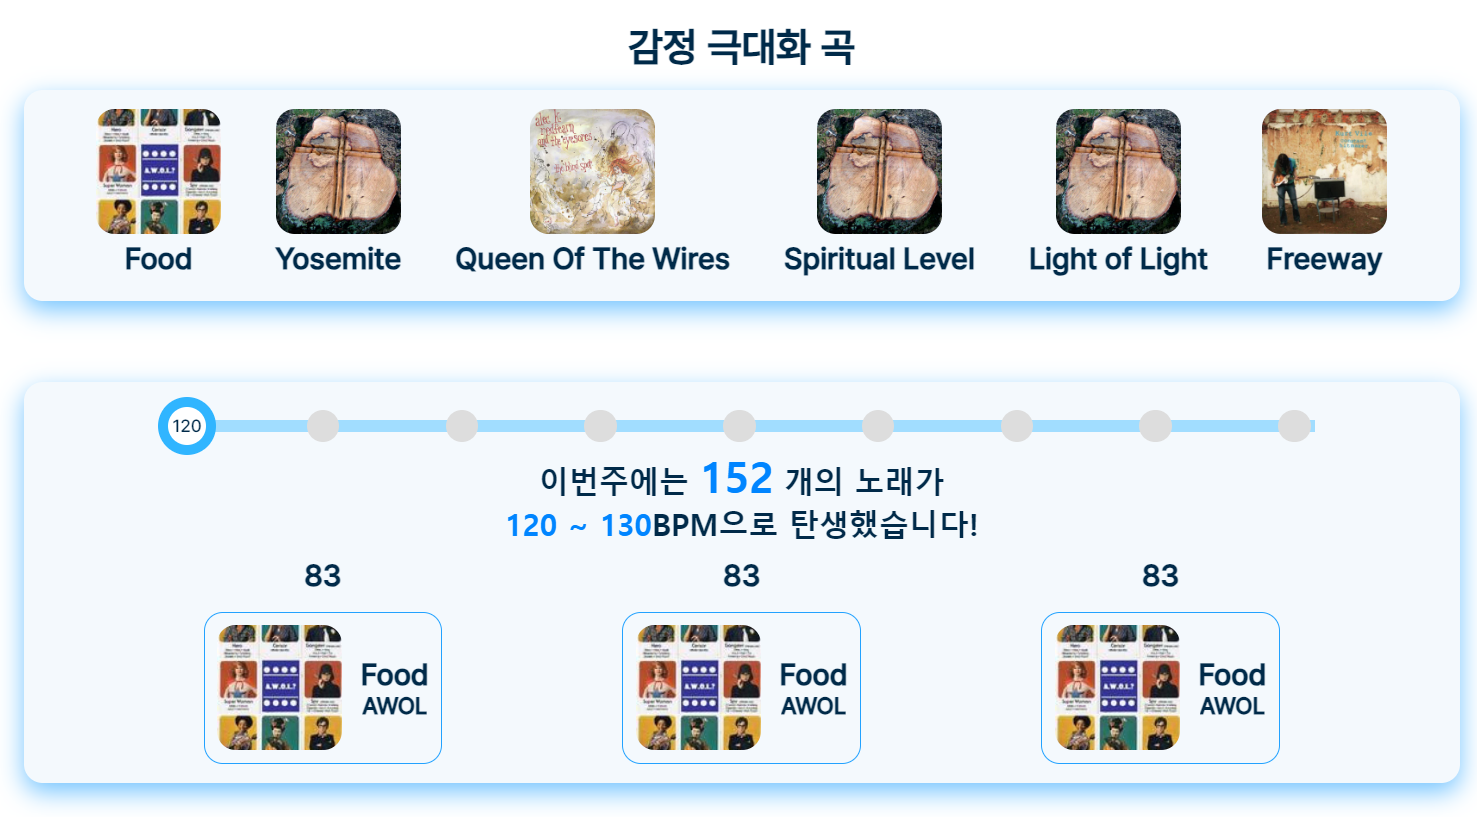 감정 극대화 곡
Food
Yosemite
Queen Of The Wires
Spiritual Level
Light of Light
Freeway
120
이번주에는 152 개의 노래가
120 ~ 130BPM으로 탄생했습니다!
83
83
83
A.W.O.L?
Food
AWOL
A.W.O.L?
Food
AWOL
A.W.O.L?
Food
AWOL